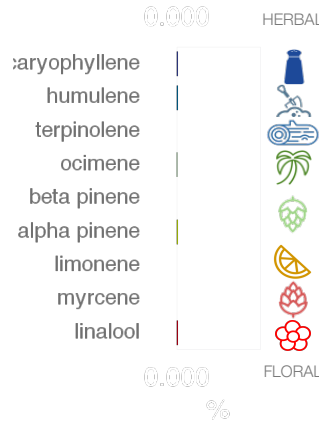 0.000 HERBAL
caryophyllene
humulene
terpinolene
ocimene
beta pinene
alpha pinene
limonene
myrcene
linalool
0.000 FLORAL
%